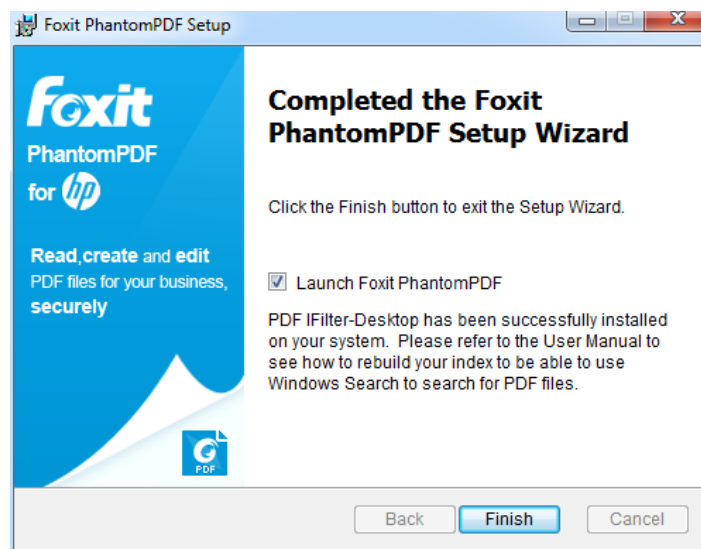 Foxit PhantomPDF Setup
Foxit
PhantomPDF
for hp
Read,create and edit
PDF files for your business,
securely
PDF
Completed the Foxit
PhantomPDF Setup Wizard
Click the Finish button to exit the Setup Wizard.
Launch Foxit PhantomPDF
PDF IFilter-Desktop has been successfully installed
on your system. Please refer to the User Manual to
see how to rebuild your index to be able to use
Windows Search to search for PDF files.
Back Finish Cancel